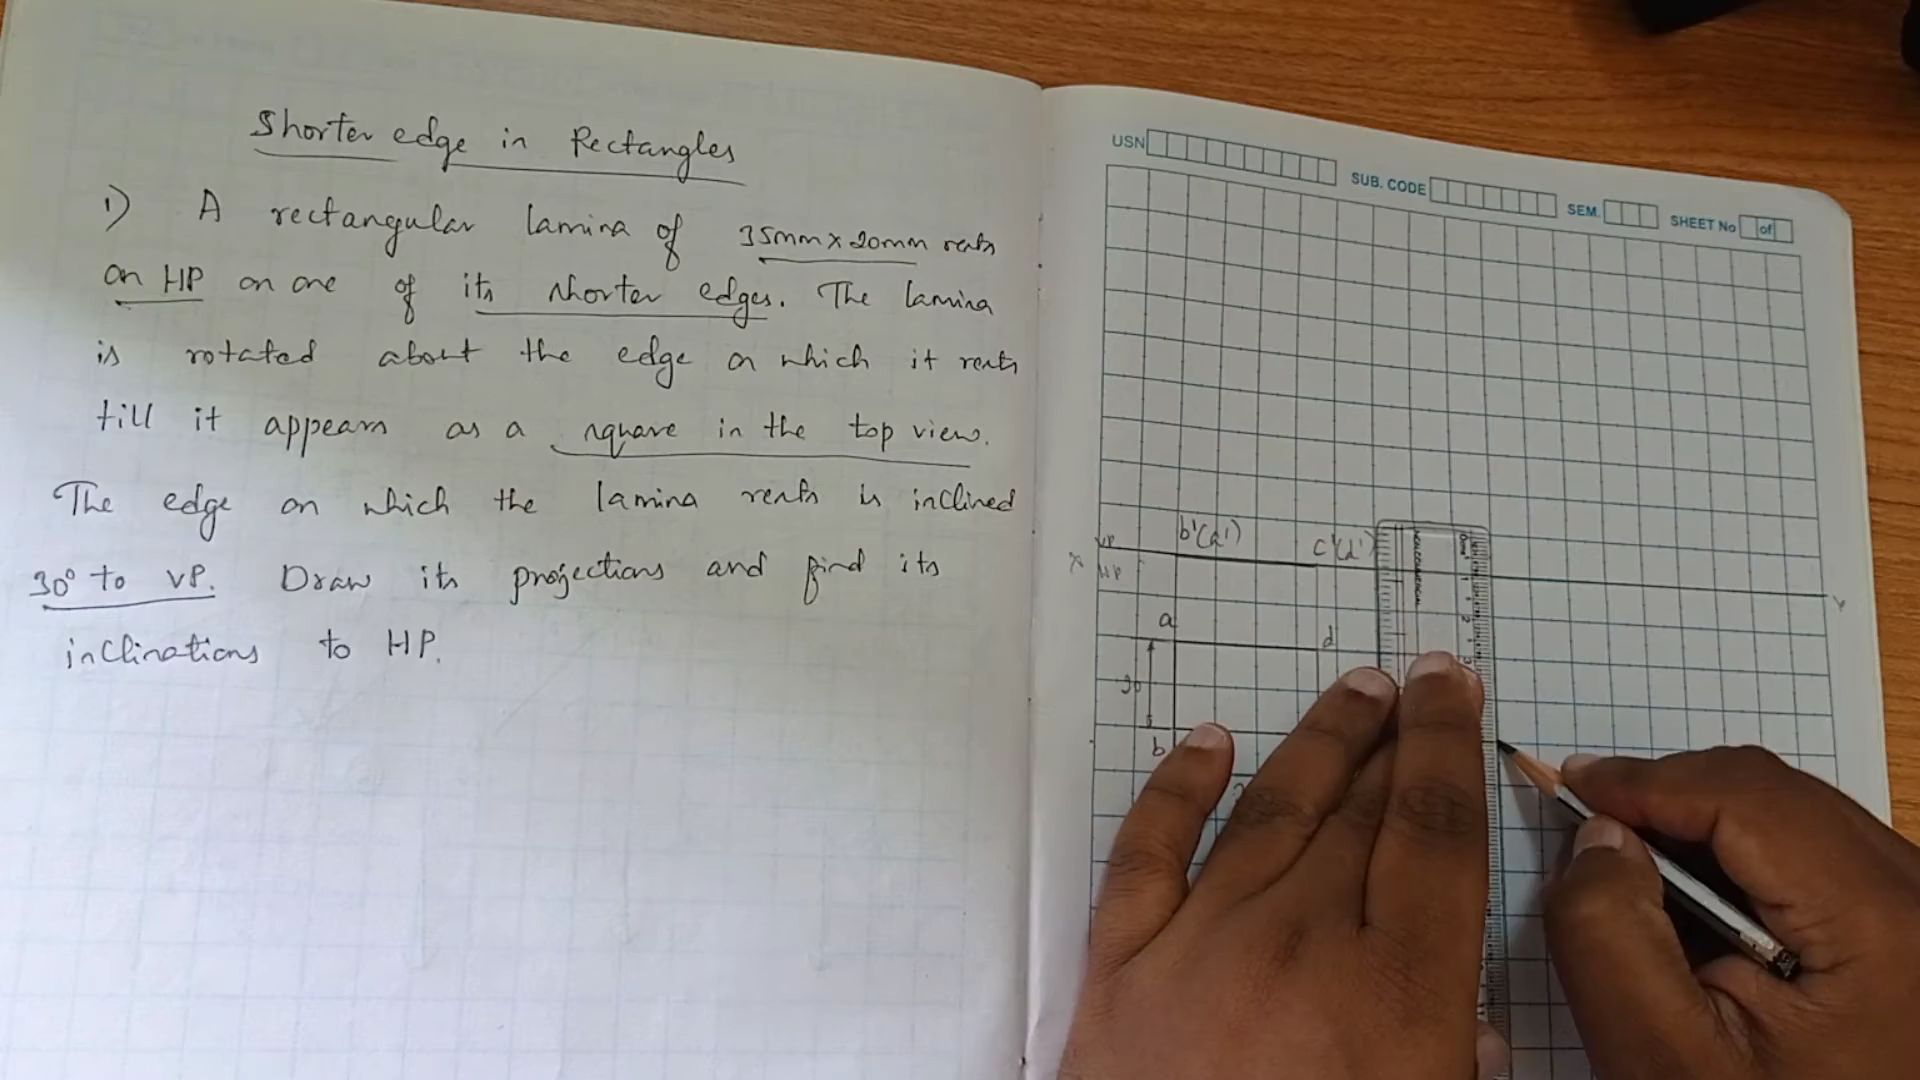 Shorter edge in Rectangles
1) A rectangular lamina of 35mm x 20mm rests
on HP on one of its shorter edges. The lamina
is rotated about the edge on which it rests
till it appears as a square in the top view.
The edge on which the lamina rests is inclined
30° to VP. Draw its projections and find its
inclinations to HP.
USN
SUB. CODE
SEM.
SHEET No of
b'(a') c'(d')
X VP
HP
Y
a
d
b